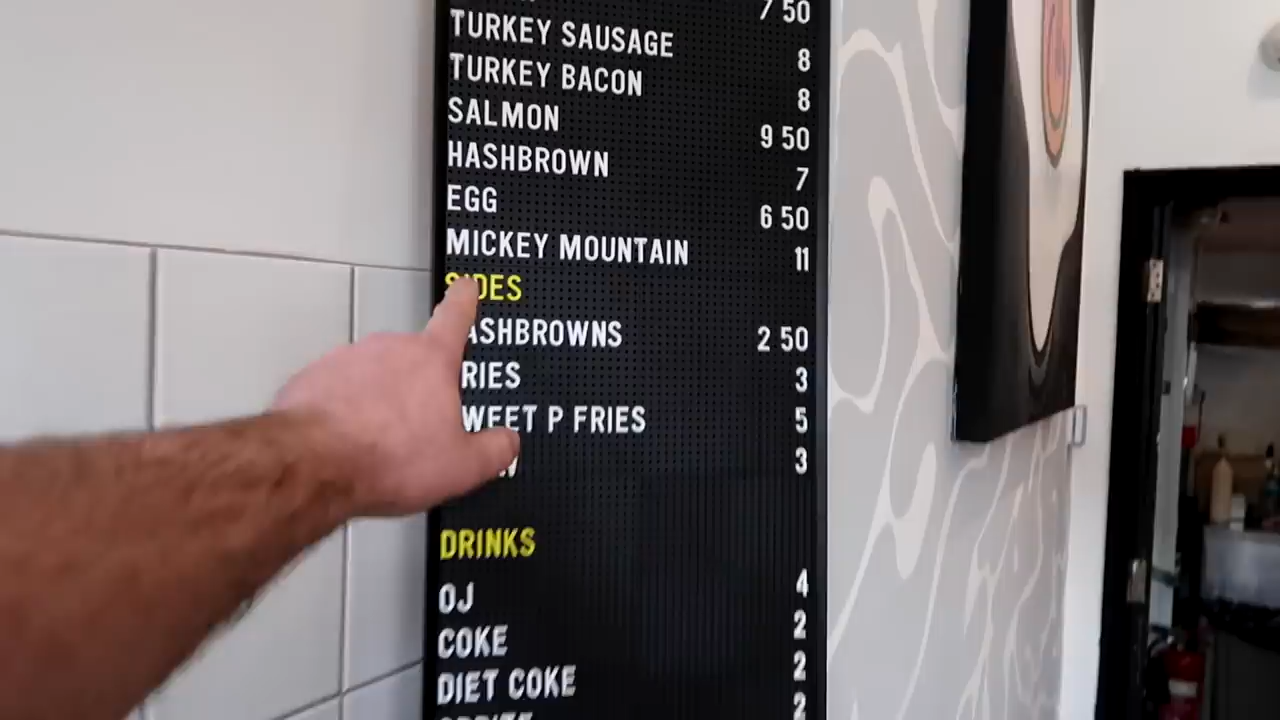 7 50
TURKEY SAUSAGE 8
TURKEY BACON 8
SALMON 9 50
HASHBROWN 7
EGG 6 50
MICKEY MOUNTAIN 11
SIDES
HASHBROWNS 2 50
FRIES 3
SWEET P FRIES 5
3
DRINKS
OJ 4
COKE 2
DIET COKE 2
2